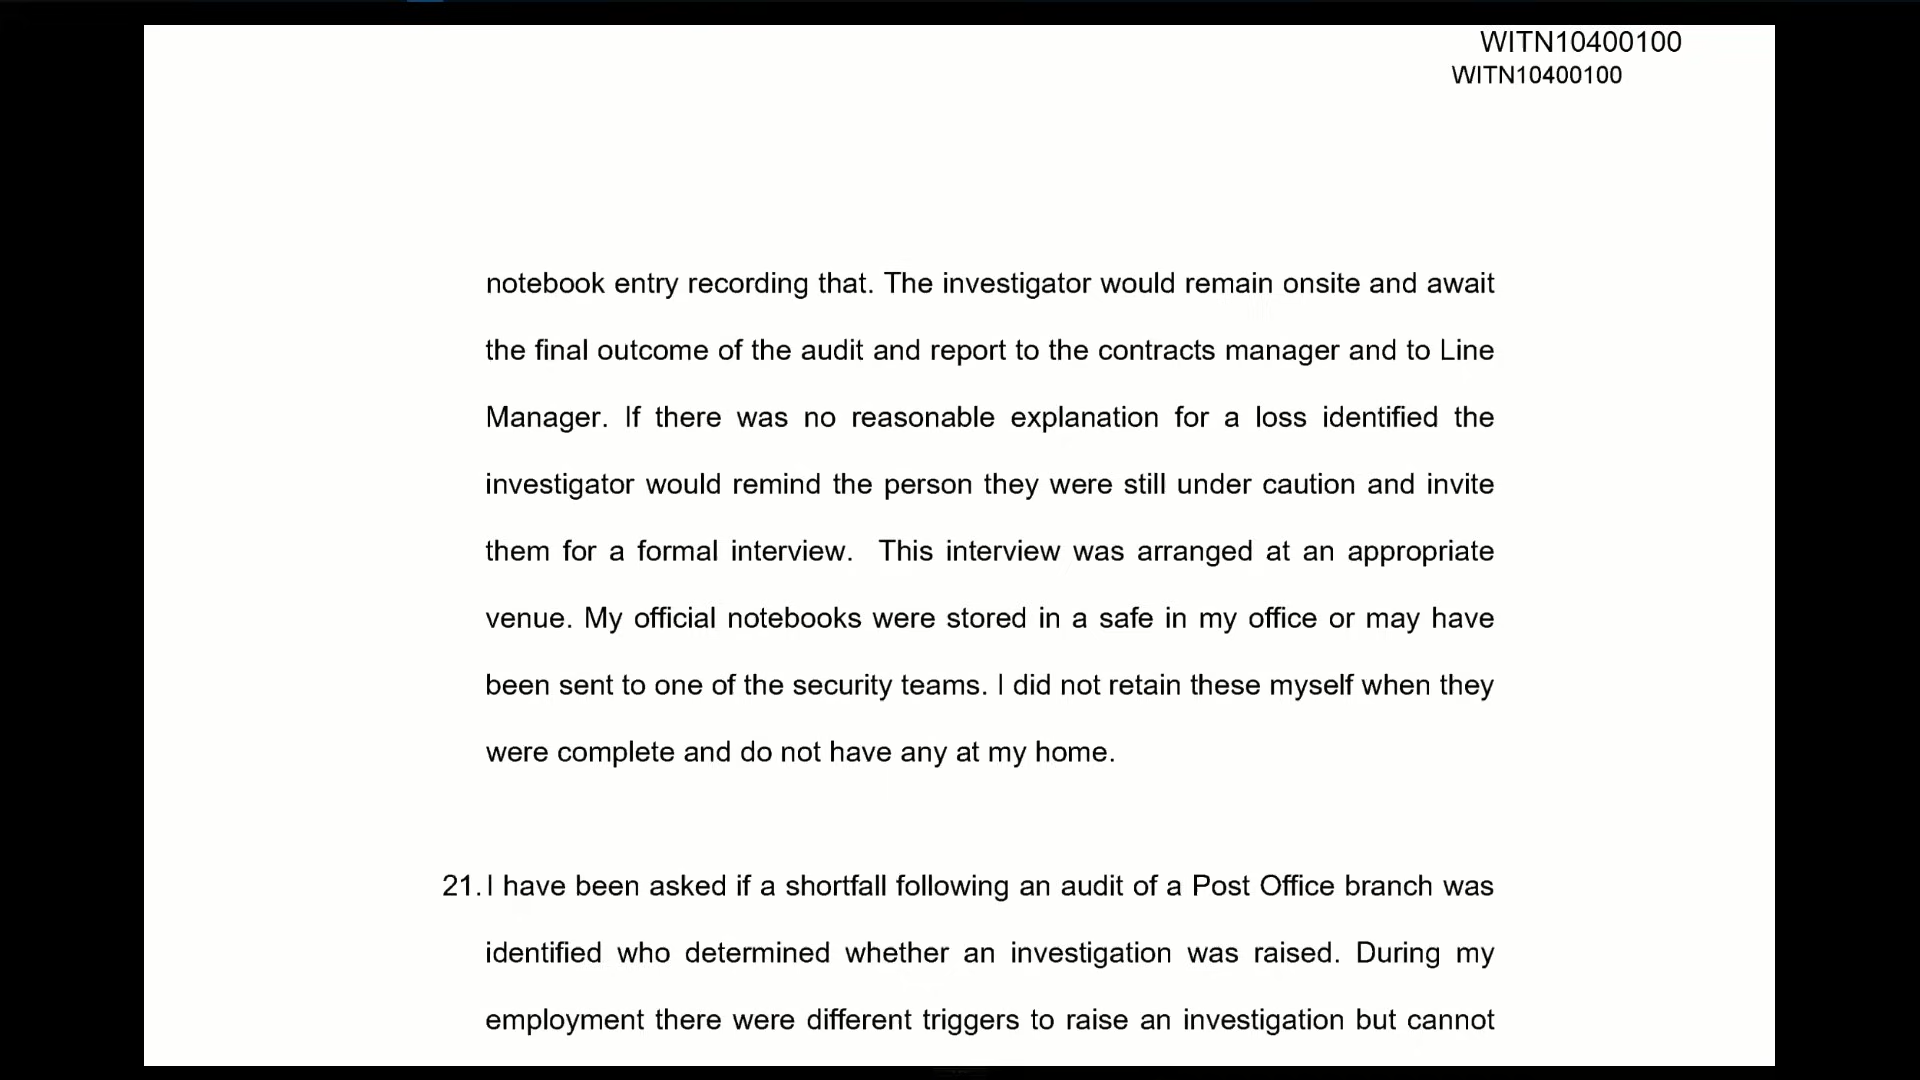 WITN10400100
WITN10400100
notebook entry recording that. The investigator would remain onsite and await
the final outcome of the audit and report to the contracts manager and to Line
Manager. If there was no reasonable explanation for a loss identified the
investigator would remind the person they were still under caution and invite
them for a formal interview.  This interview was arranged at an appropriate
venue. My official notebooks were stored in a safe in my office or may have
been sent to one of the security teams. I did not retain these myself when they
were complete and do not have any at my home.
21. I have been asked if a shortfall following an audit of a Post Office branch was
identified who determined whether an investigation was raised. During my
employment there were different triggers to raise an investigation but cannot